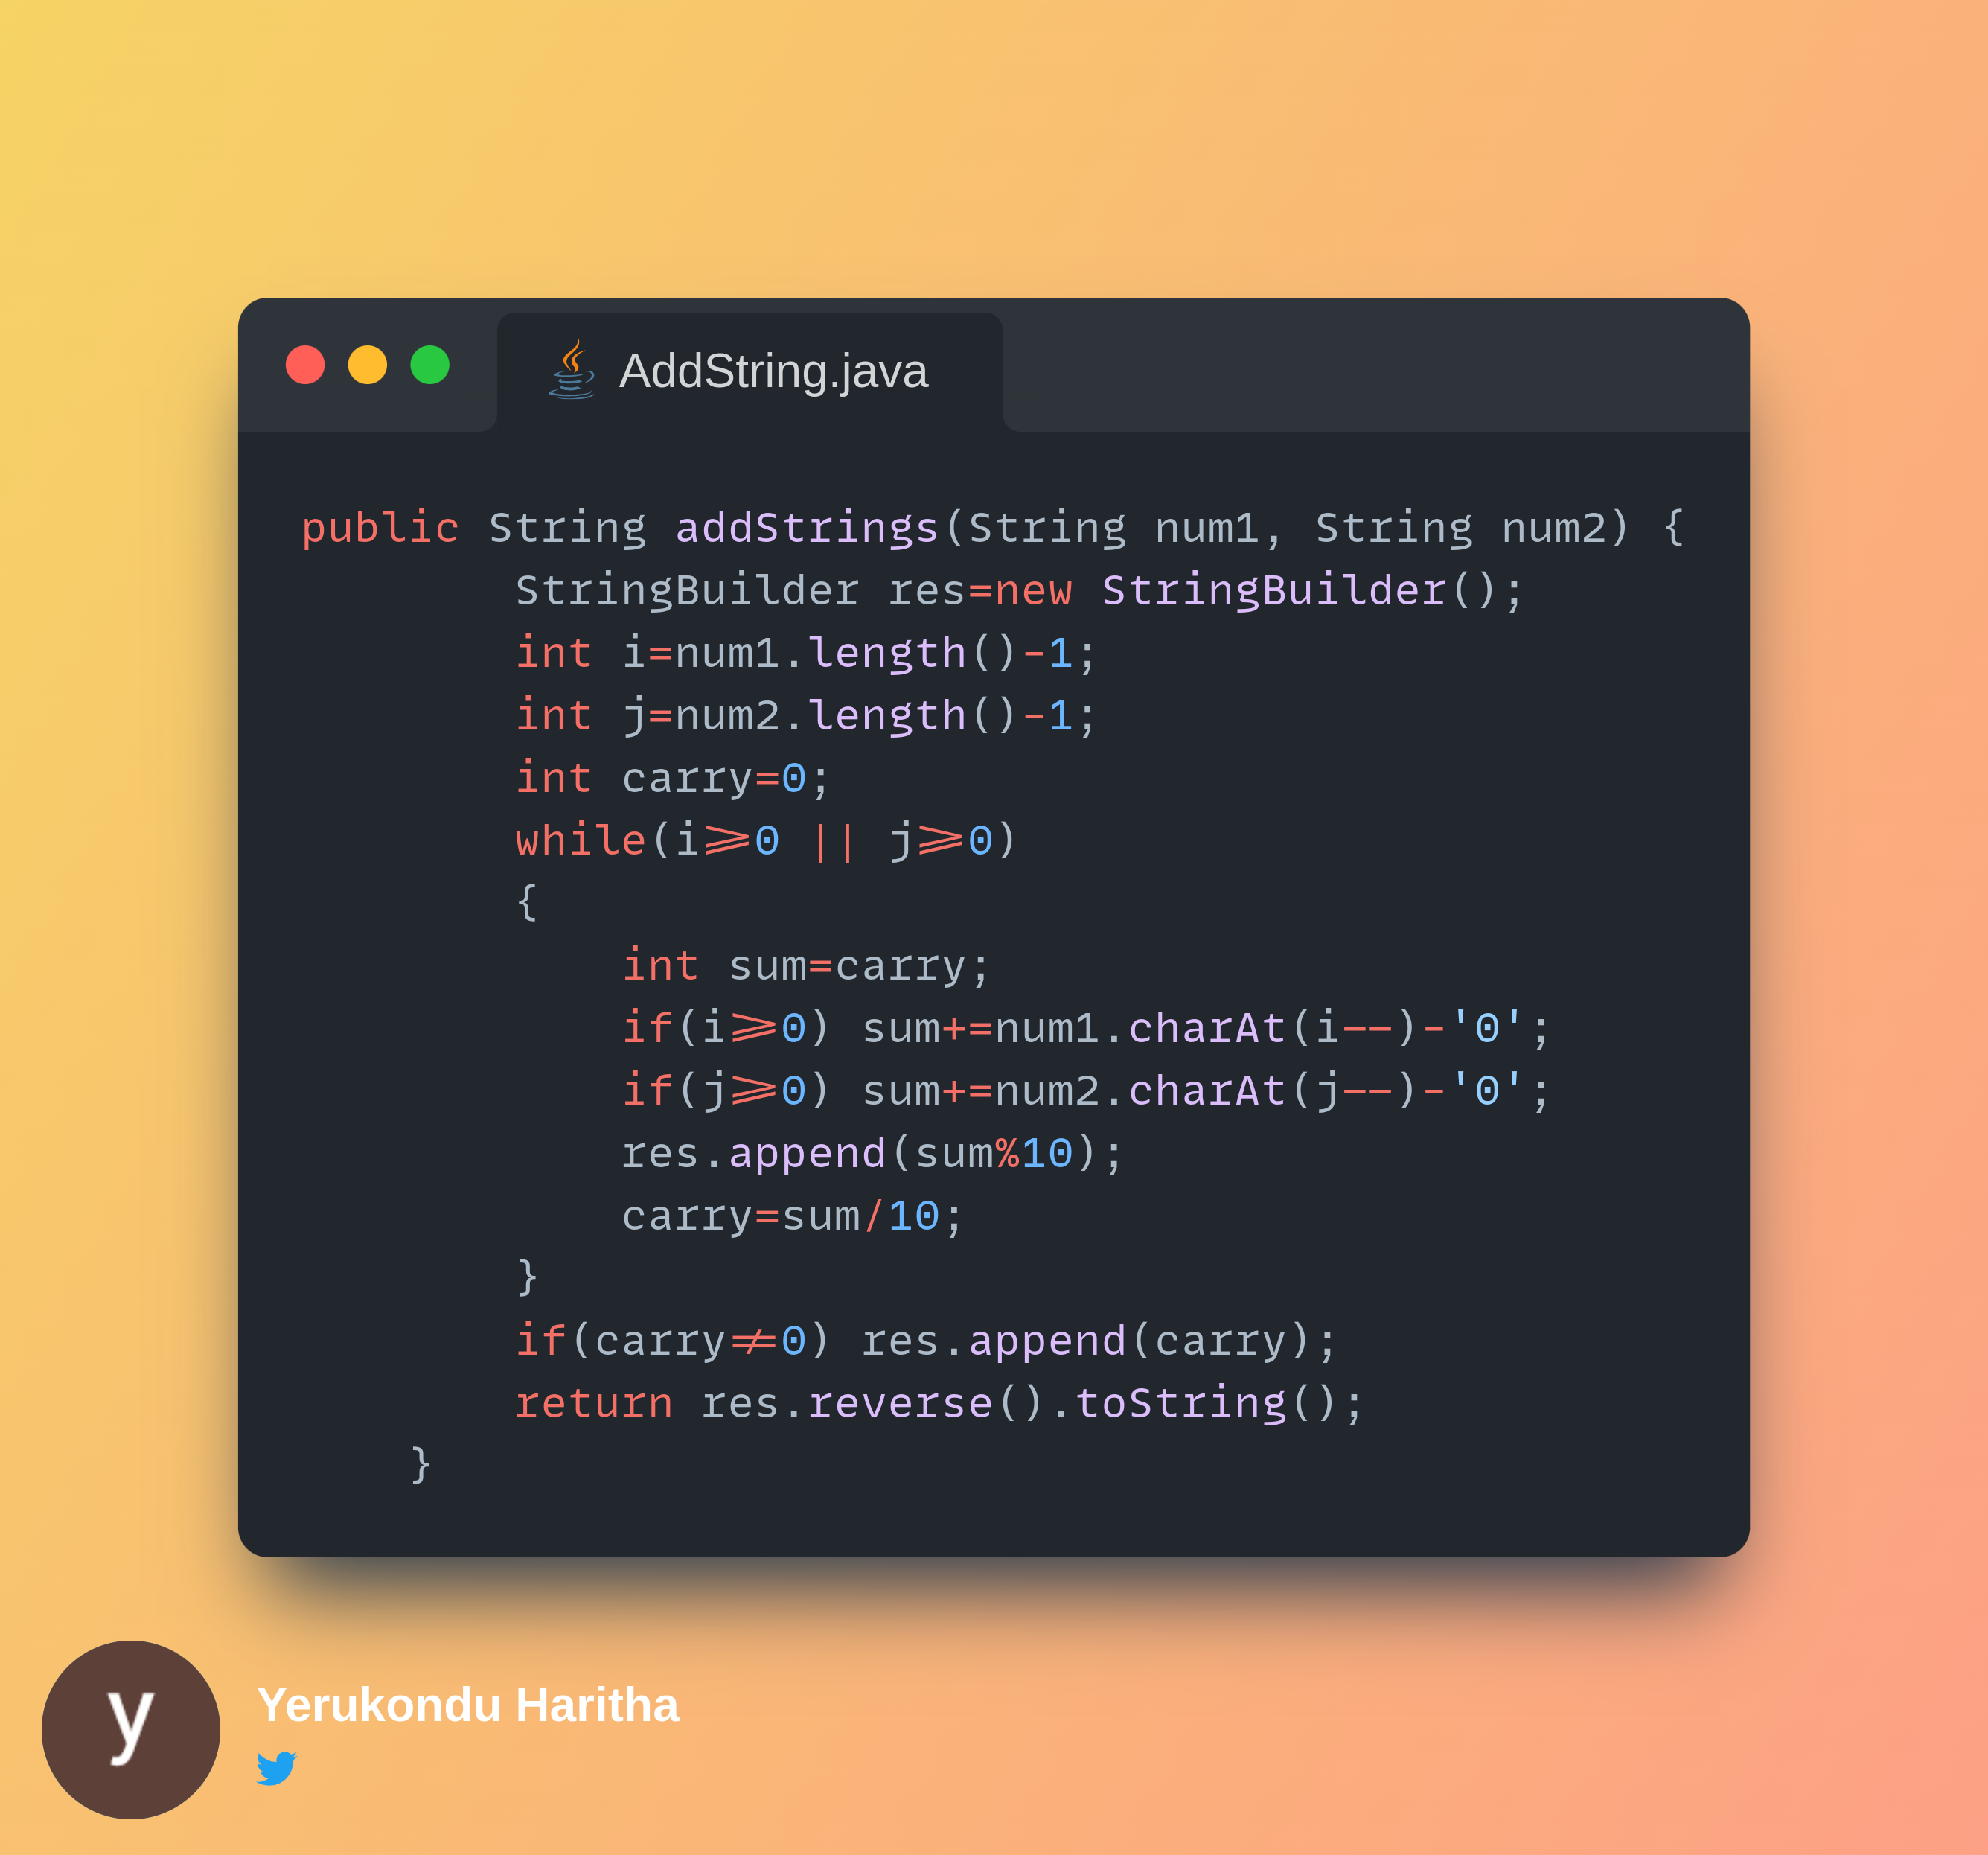 AddString.java
public String addStrings(String num1, String num2) {
        StringBuilder res=new StringBuilder();
        int i=num1.length()-1;
        int j=num2.length()-1;
        int carry=0;
        while(i>=0 || j>=0)
        {
            int sum=carry;
            if(i>=0) sum+=num1.charAt(i--)-'0';
            if(j>=0) sum+=num2.charAt(j--)-'0';
            res.append(sum%10);
            carry=sum/10;
        }
        if(carry!=0) res.append(carry);
        return res.reverse().toString();
    }
y
Yerukondu Haritha